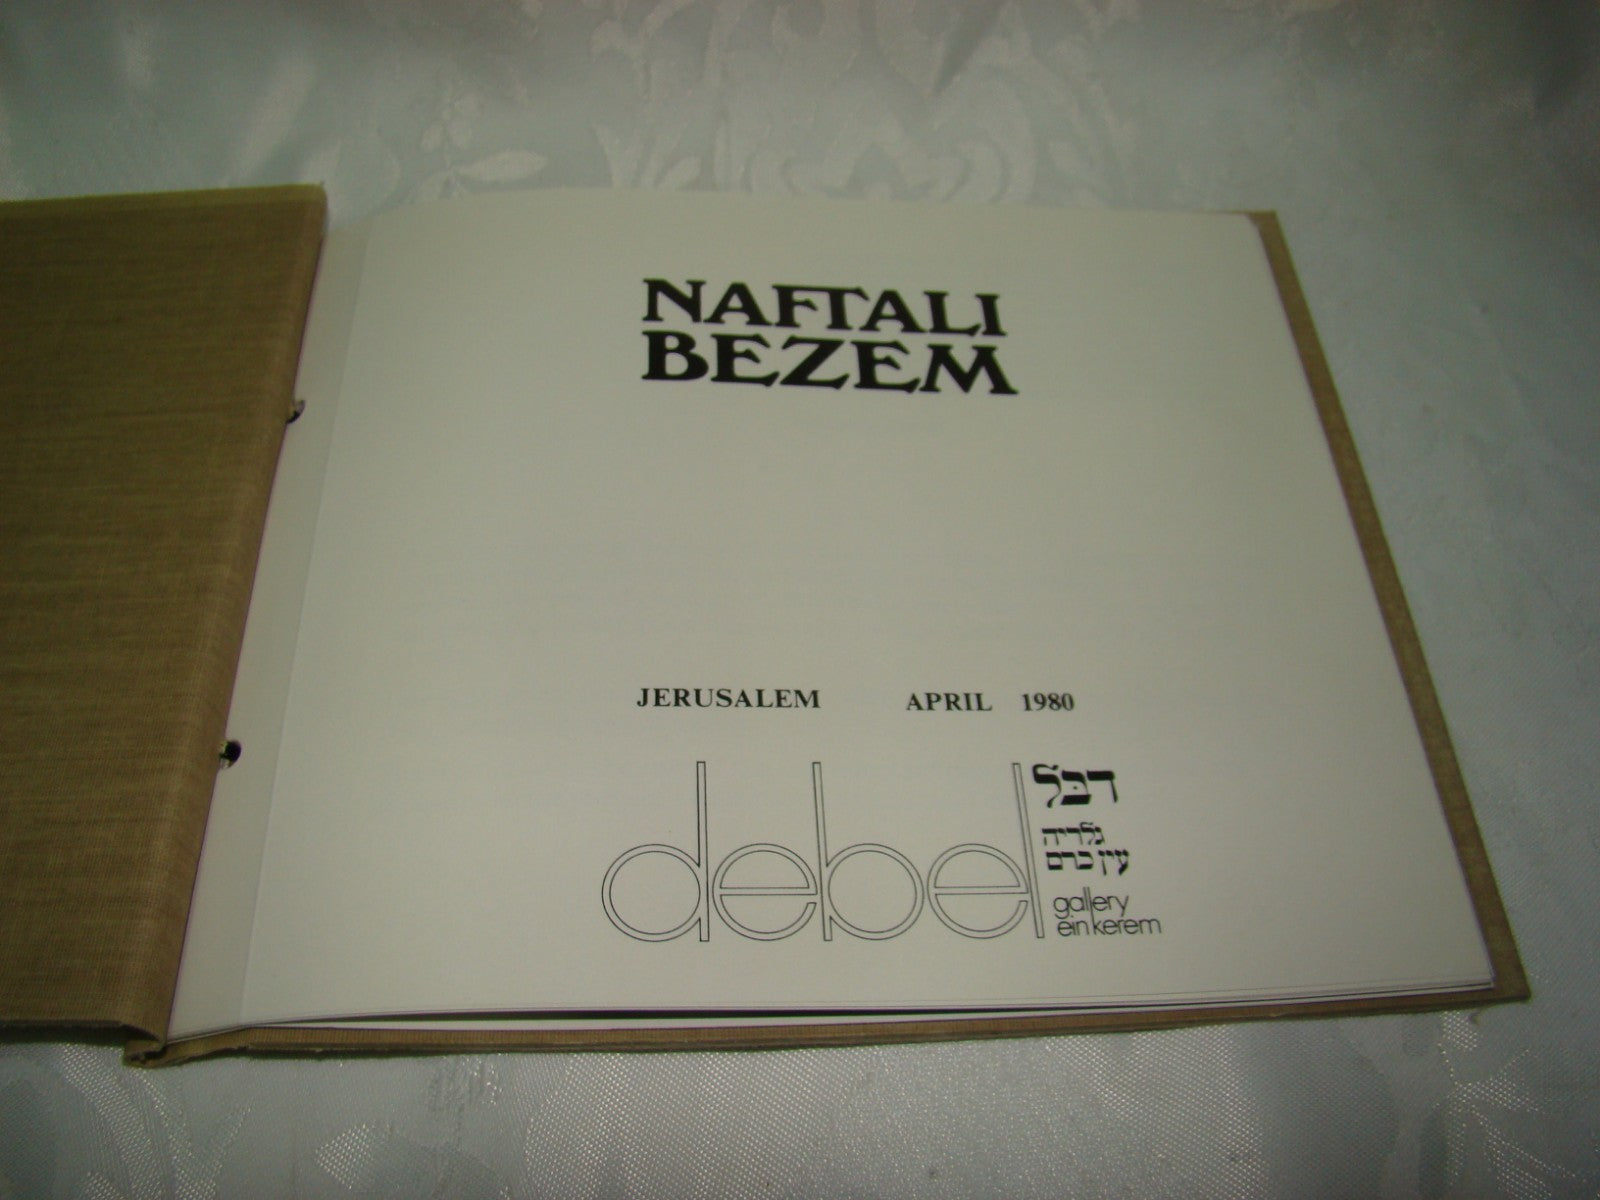 NAFTALI
BEZEM
JERUSALEM APRIL 1980
debel
דבל
גלריה
עין כרם
gallery
ein kerem